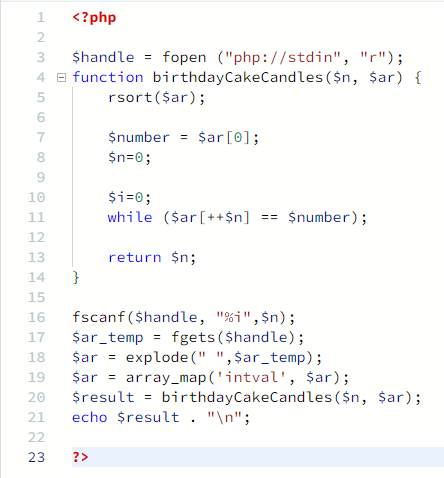 1 <?php
2
3 $handle = fopen ("php://stdin", "r");
4 function birthdayCakeCandles($n, $ar) {
5     rsort($ar);
6
7     $number = $ar[0];
8     $n=0;
9
10     $i=0;
11     while ($ar[++$n] == $number);
12
13     return $n;
14 }
15
16 fscanf($handle, "%i",$n);
17 $ar_temp = fgets($handle);
18 $ar = explode(" ",$ar_temp);
19 $ar = array_map('intval', $ar);
20 $result = birthdayCakeCandles($n, $ar);
21 echo $result . "\n";
22
23 ?>